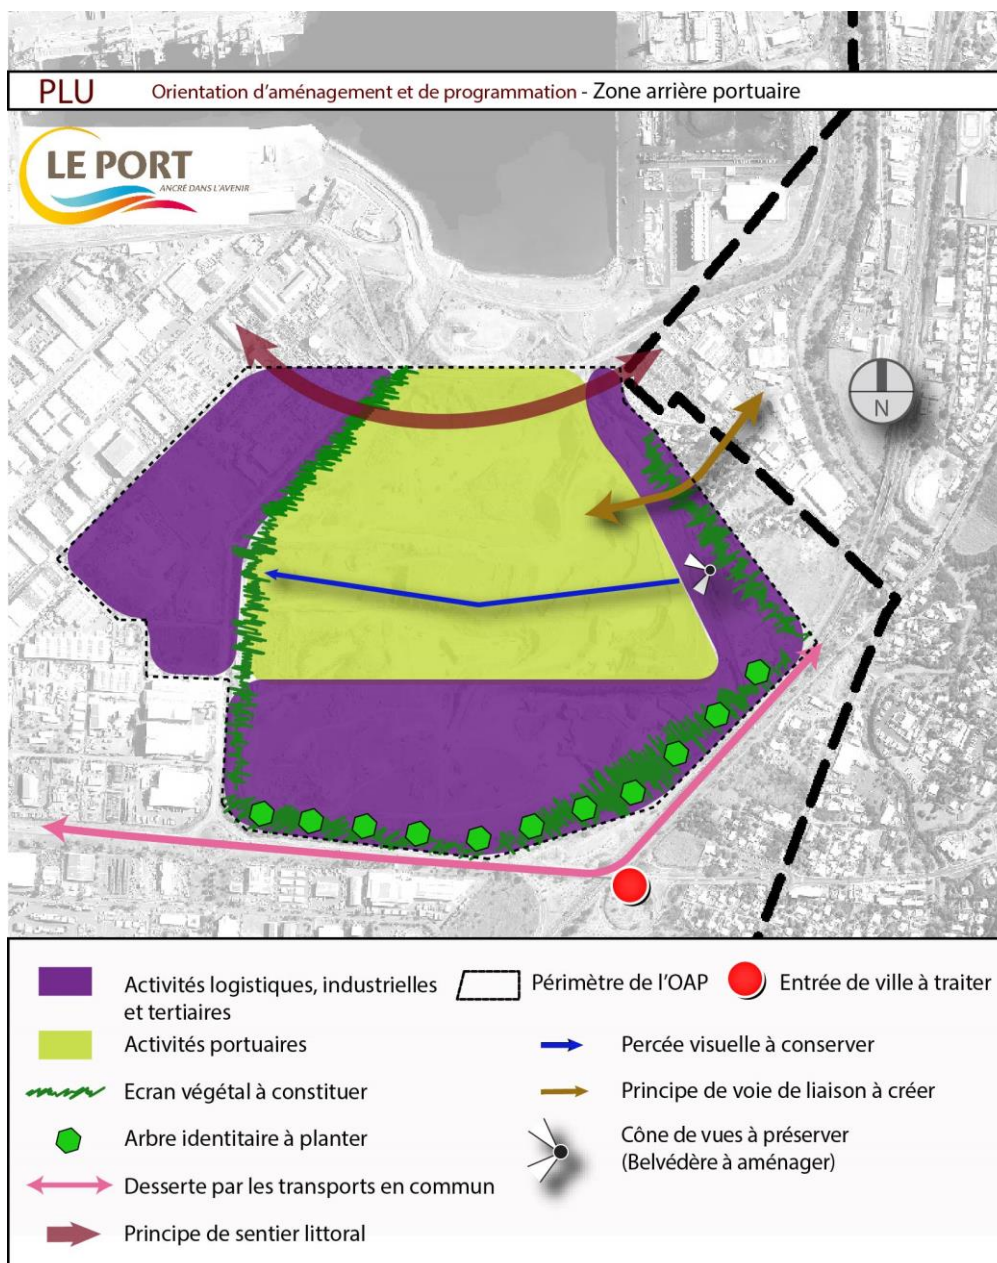 PLU Orientation d’aménagement et de programmation - Zone arrière portuaire
LE PORT
ANCRÉ DANS L'AVENIR
N
Activités logistiques, industrielles
et tertiaires
Périmètre de l’OAP
Entrée de ville à traiter
Activités portuaires
Percée visuelle à conserver
Ecran végétal à constituer
Principe de voie de liaison à créer
Arbre identitaire à planter
Cône de vues à préserver
(Belvédère à aménager)
Desserte par les transports en commun
Principe de sentier littoral